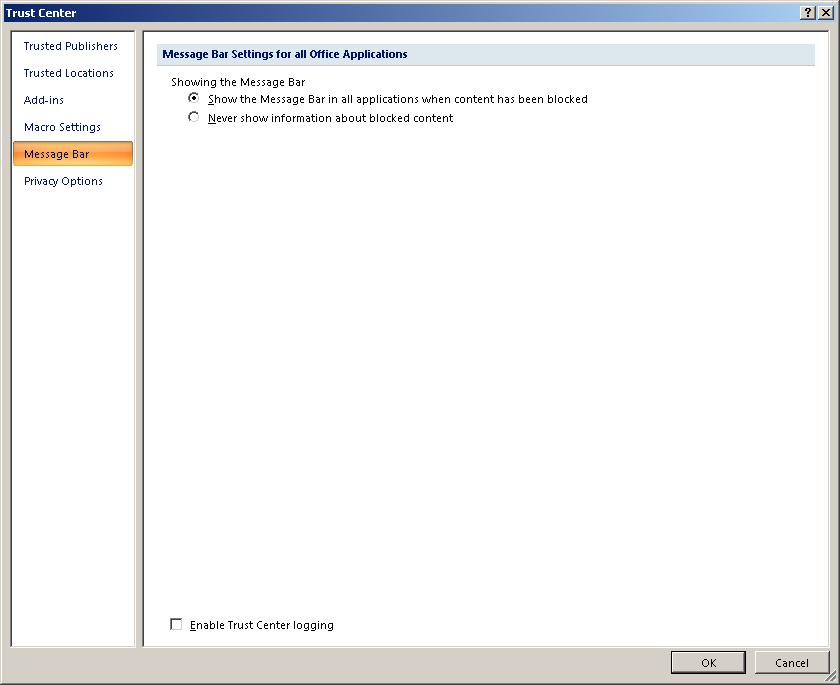 Trust Center
Trusted Publishers
Trusted Locations
Add-ins
Macro Settings
Message Bar
Privacy Options
Message Bar Settings for all Office Applications
Showing the Message Bar
Show the Message Bar in all applications when content has been blocked
Never show information about blocked content
Enable Trust Center logging
OK
Cancel